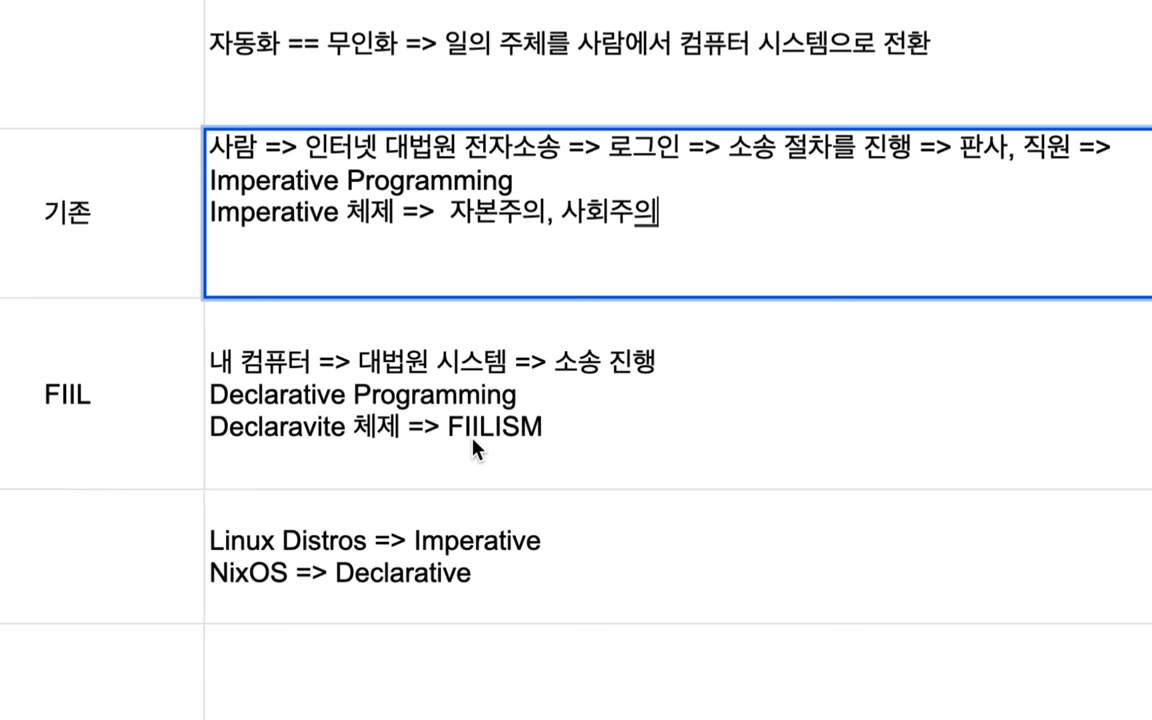 자동화 == 무인화 => 일의 주체를 사람에서 컴퓨터 시스템으로 전환
사람 => 인터넷 대법원 전자소송 => 로그인 => 소송 절차를 진행 => 판사, 직원 =>
Imperative Programming
기존
Imperative 체제 => 자본주의, 사회주의
내 컴퓨터 => 대법원 시스템 => 소송 진행
FIIL
Declarative Programming
Declaravite 체제 => FIILISM
Linux Distros => Imperative
NixOS => Declarative